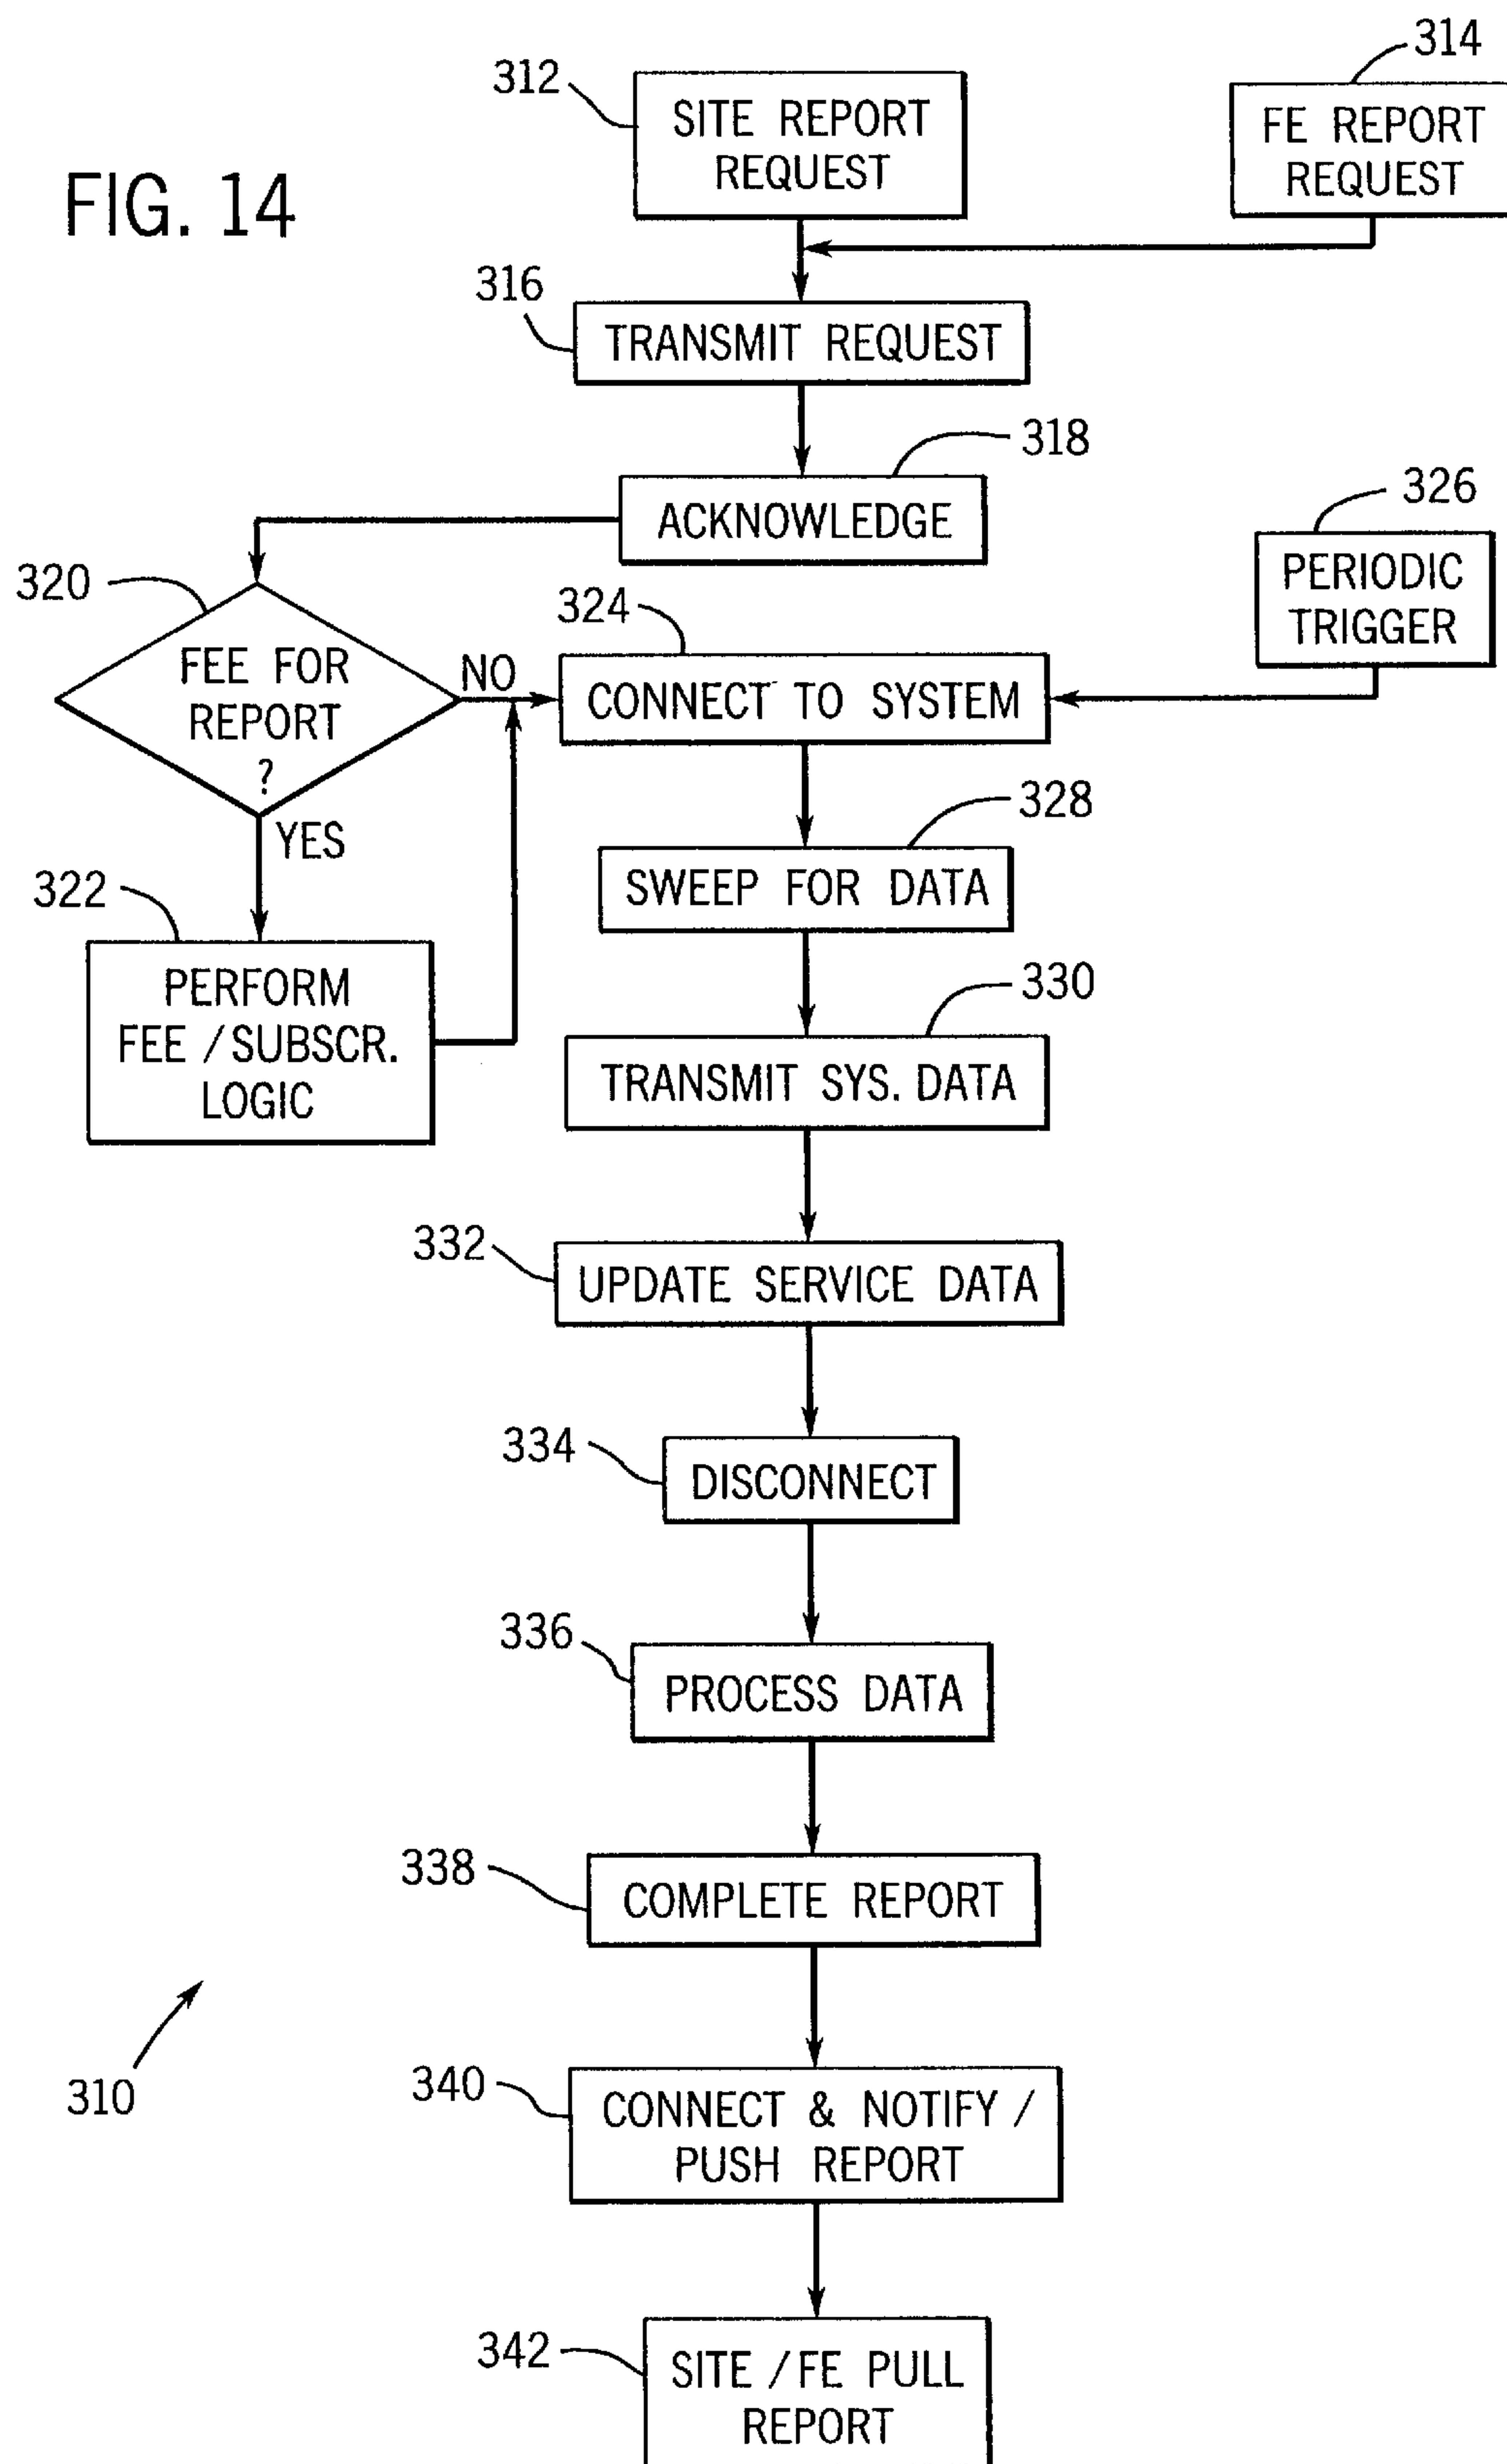 FIG. 14
312
SITE REPORT
REQUEST
314
FE REPORT
REQUEST
316
TRANSMIT REQUEST
318
ACKNOWLEDGE
320
FEE FOR
REPORT
?
NO
YES
322
PERFORM
FEE / SUBSCR.
LOGIC
324
CONNECT TO SYSTEM
326
PERIODIC
TRIGGER
328
SWEEP FOR DATA
330
TRANSMIT SYS. DATA
332
UPDATE SERVICE DATA
334
DISCONNECT
336
PROCESS DATA
338
COMPLETE REPORT
310
340
CONNECT & NOTIFY /
PUSH REPORT
342
SITE / FE PULL
REPORT